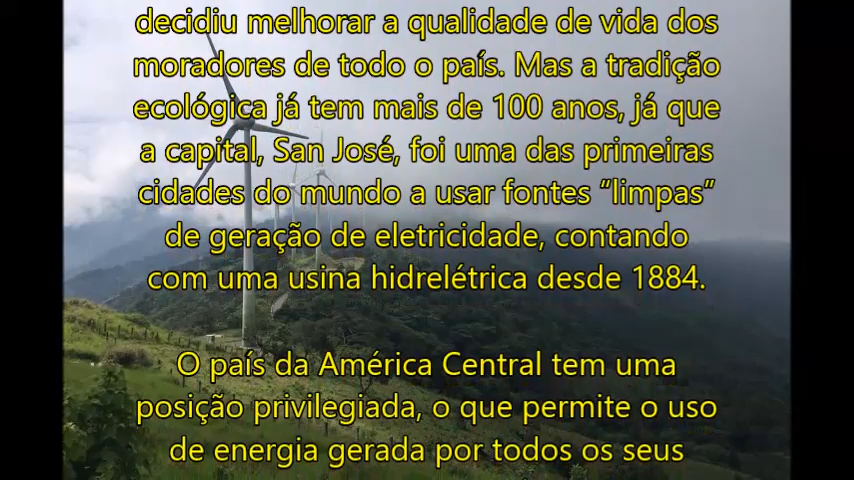 decidiu melhorar a qualidade de vida dos
moradores de todo o país. Mas a tradição
ecológica já tem mais de 100 anos, já que
a capital, San José, foi uma das primeiras
cidades do mundo a usar fontes “limpas”
de geração de eletricidade, contando
com uma usina hidrelétrica desde 1884.
O país da América Central tem uma
posição privilegiada, o que permite o uso
de energia gerada por todos os seus